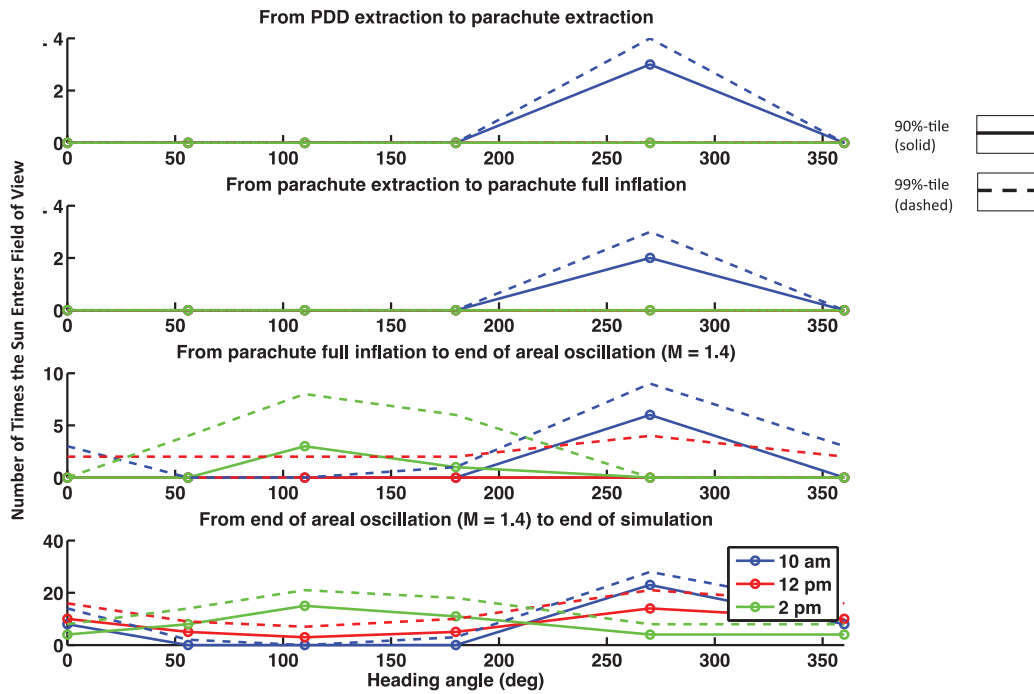 From PDD extraction to parachute extraction
4
2
0
0 50 100 150 200 250 300 350
From parachute extraction to parachute full inflation
4
2
0
0 50 100 150 200 250 300 350
From parachute full inflation to end of areal oscillation (M = 1.4)
10
5
0
0 50 100 150 200 250 300 350
From end of areal oscillation (M = 1.4) to end of simulation
40
20
0
0 50 100 150 200 250 300 350
Heading angle (deg)
Number of Times the Sun Enters Field of View
10 am
12 pm
2 pm
90%-tile
(solid)
99%-tile
(dashed)